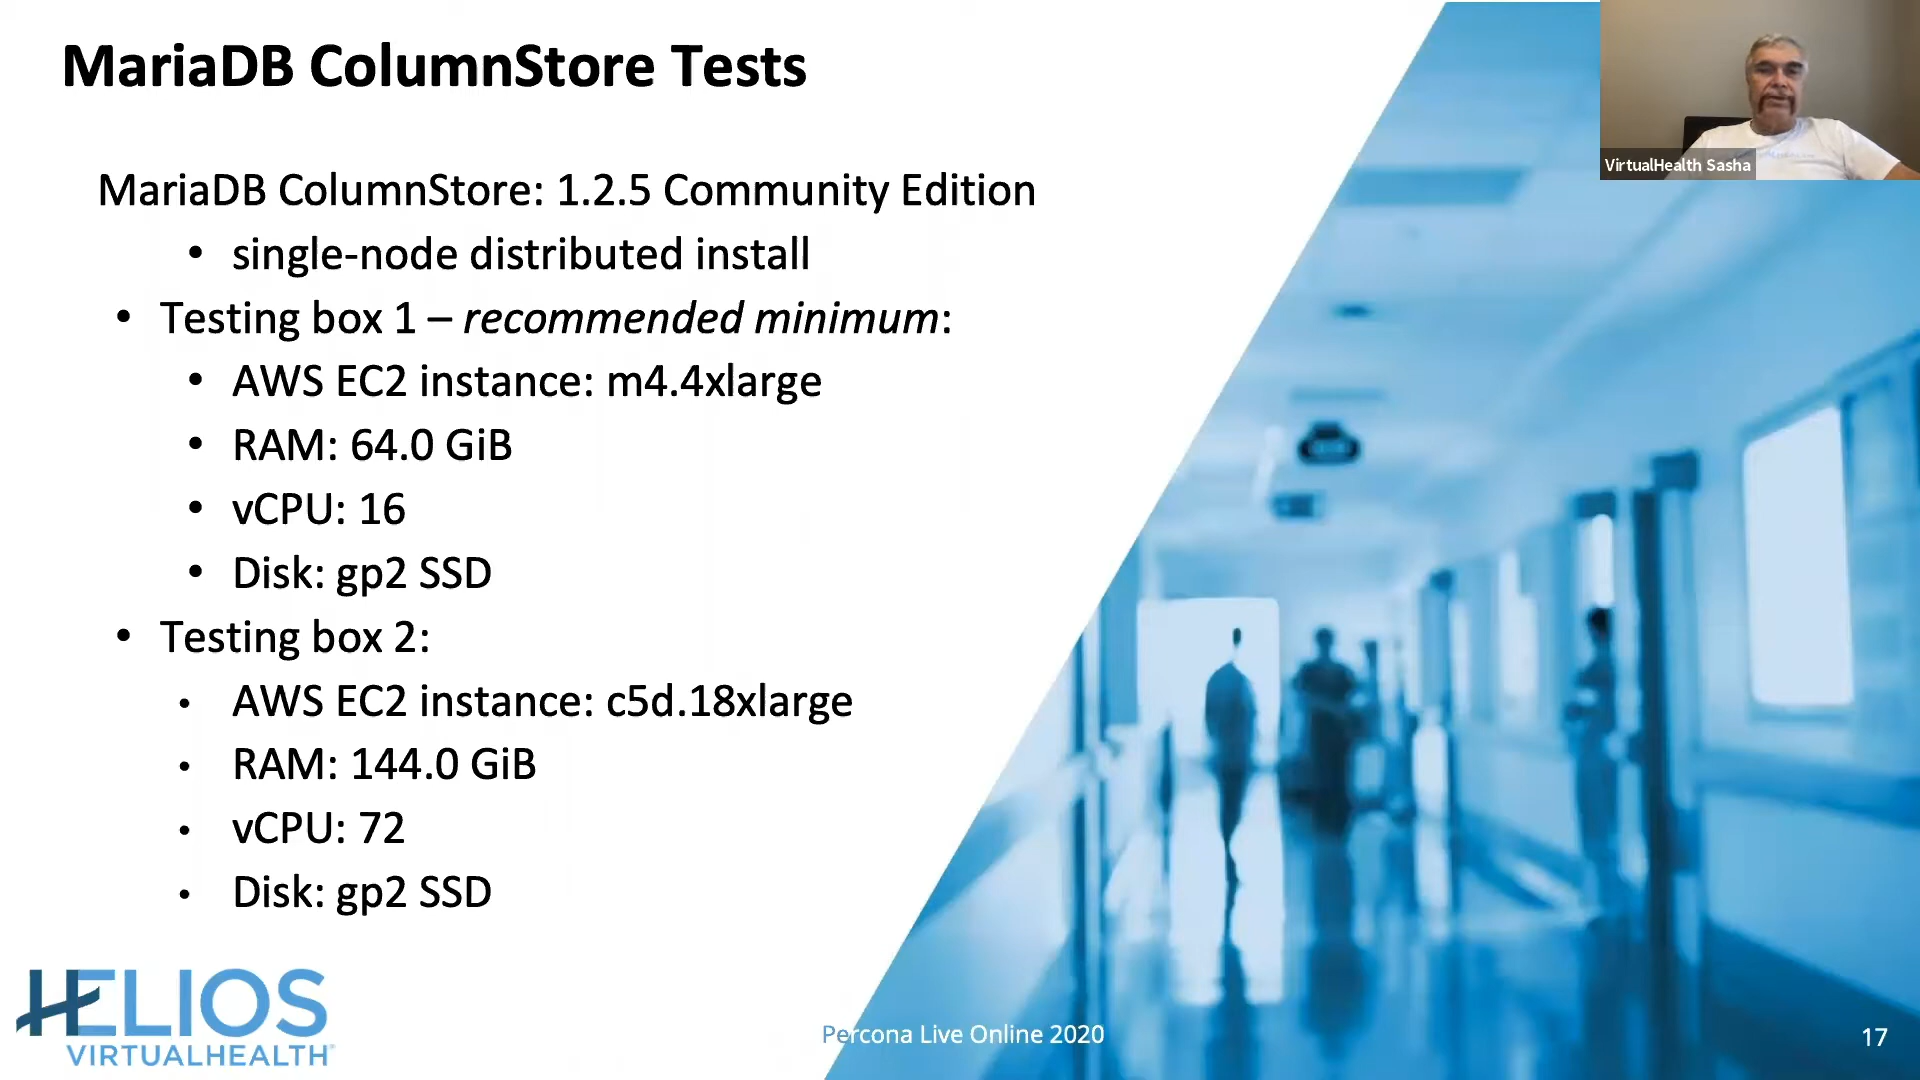 MariaDB ColumnStore Tests
VirtualHealth Sasha
MariaDB ColumnStore: 1.2.5 Community Edition
• single-node distributed install
• Testing box 1 – recommended minimum:
• AWS EC2 instance: m4.4xlarge
• RAM: 64.0 GiB
• vCPU: 16
• Disk: gp2 SSD
• Testing box 2:
• AWS EC2 instance: c5d.18xlarge
• RAM: 144.0 GiB
• vCPU: 72
• Disk: gp2 SSD
HELIOS
VIRTUALHEALTH
Percona Live Online 2020
17